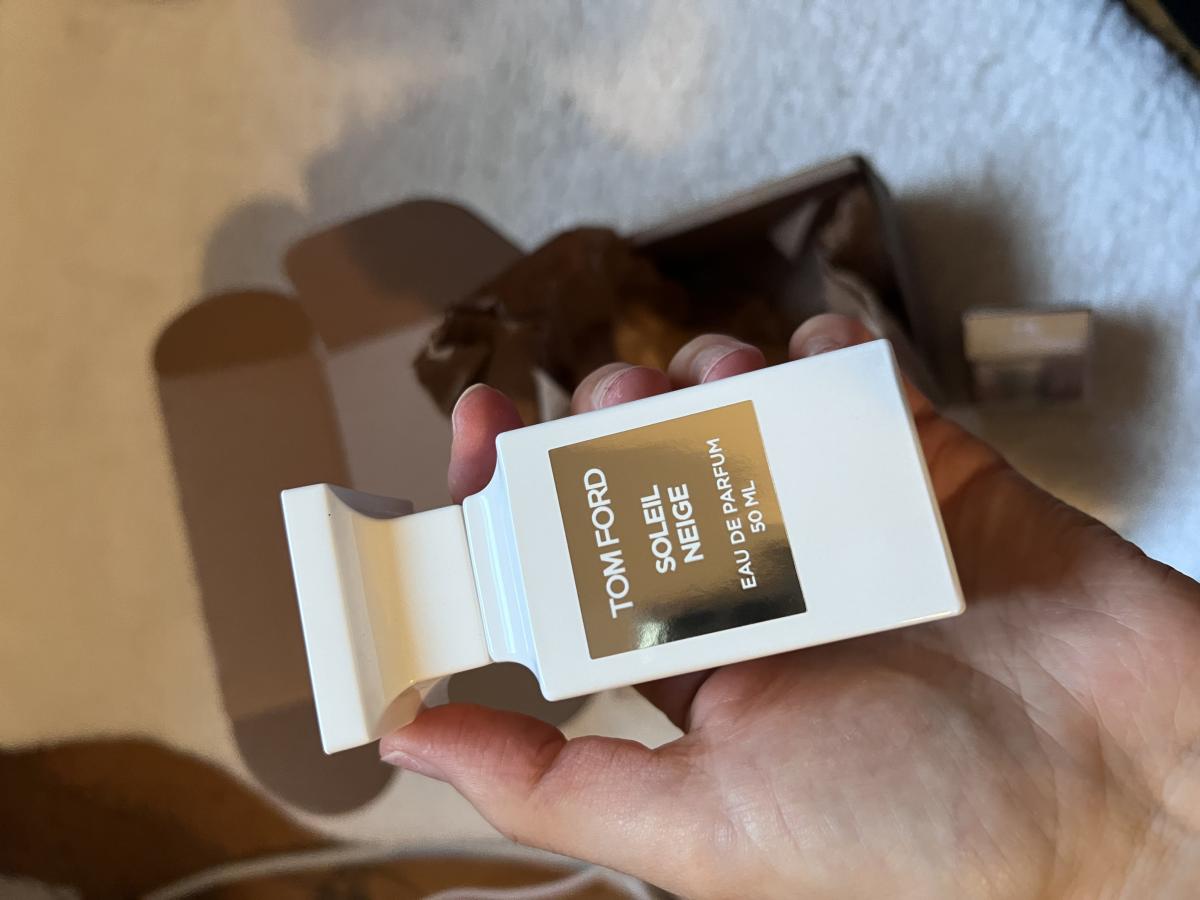 TOM FORD
SOLEIL
NEIGE
EAU DE PARFUM
50 ML